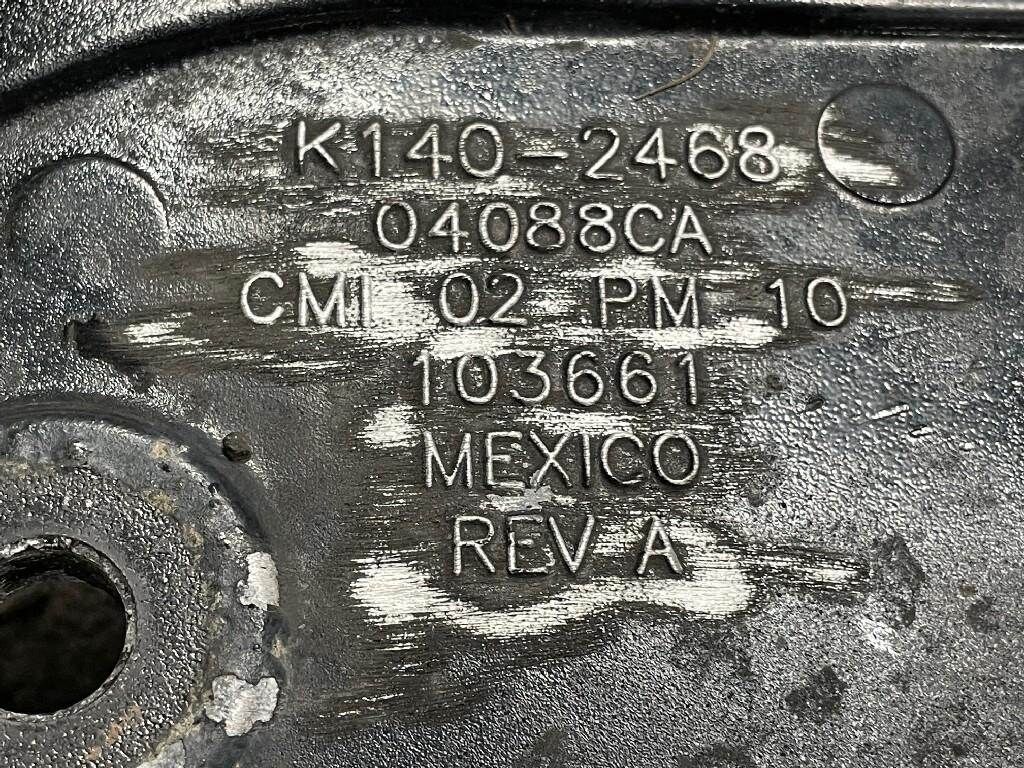 K140-2468
04088CA
CMI 02 PM 10
103661
MEXICO
REV A